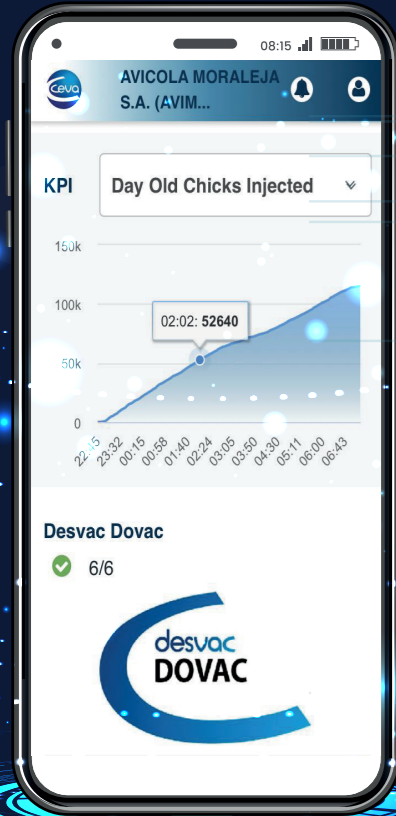 08:15
ceva
AVICOLA MORALEJA
S.A. (AVIM...
KPI
Day Old Chicks Injected
150k
100k
02:02: 52640
50k
0
22:45
23:32
00:15
00:58
01:40
02:24
03:05
03:50
04:30
05:11
06:00
06:43
Desvac Dovac
6/6
desvac
DOVAC